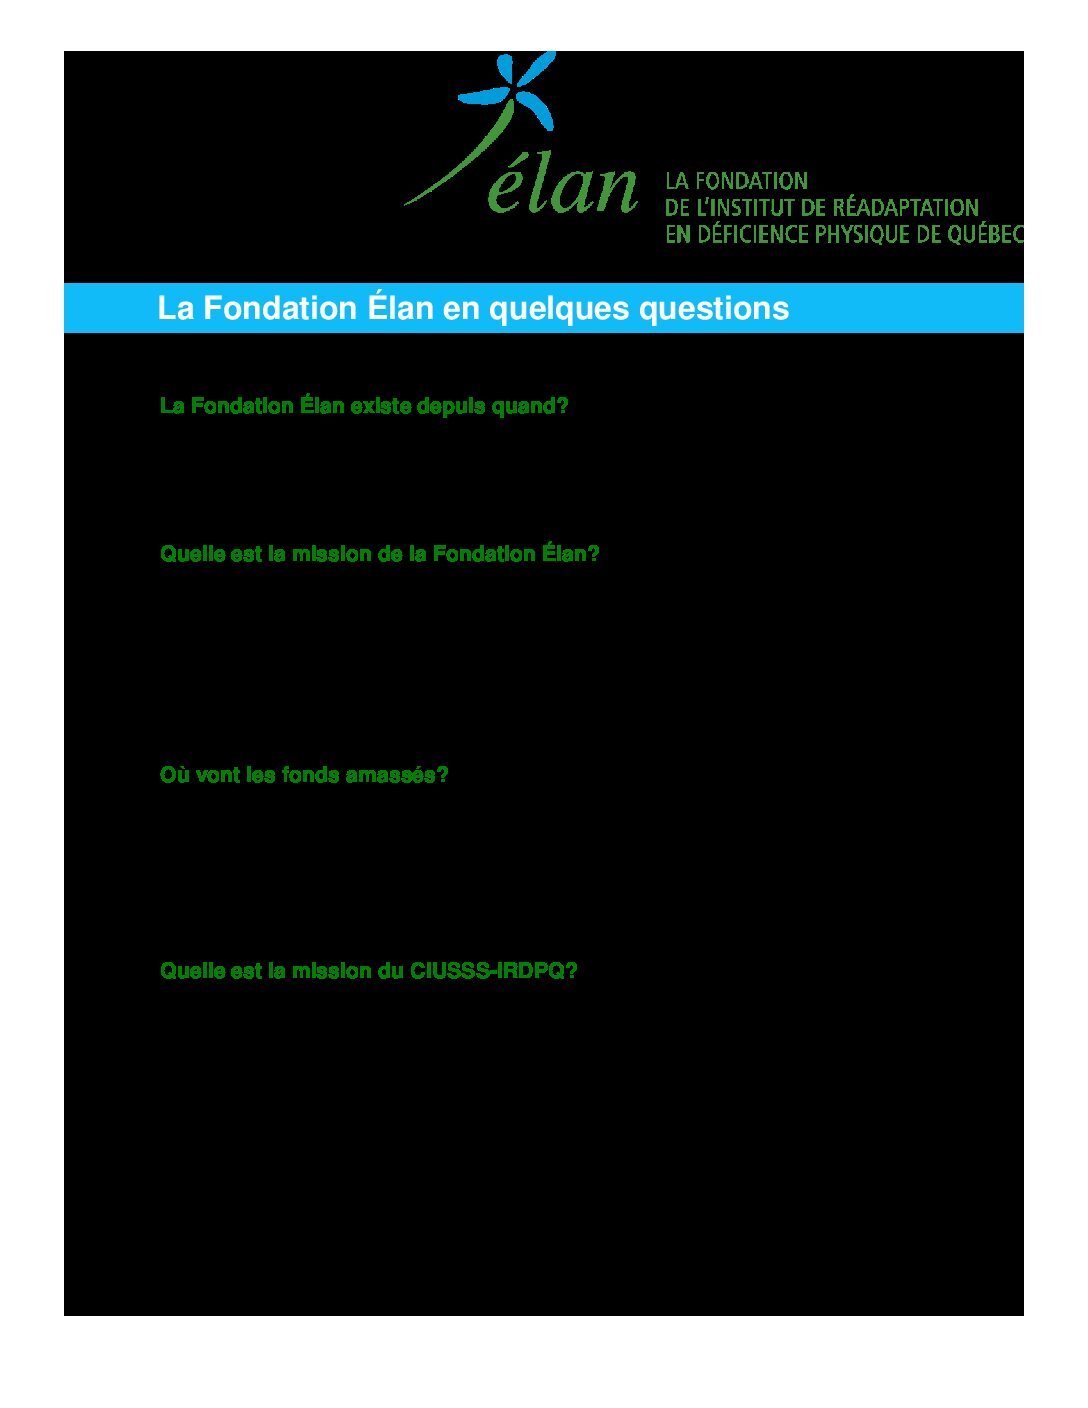 élan
LA FONDATION
DE L'INSTITUT DE RÉADAPTATION
EN DÉFICIENCE PHYSIQUE DE QUÉBEC
La Fondation Élan en quelques questions
La Fondation Élan existe depuis quand?
Quelle est la mission de la Fondation Élan?
Où vont les fonds amassés?
Quelle est la mission du CIUSSS-IRDPQ?